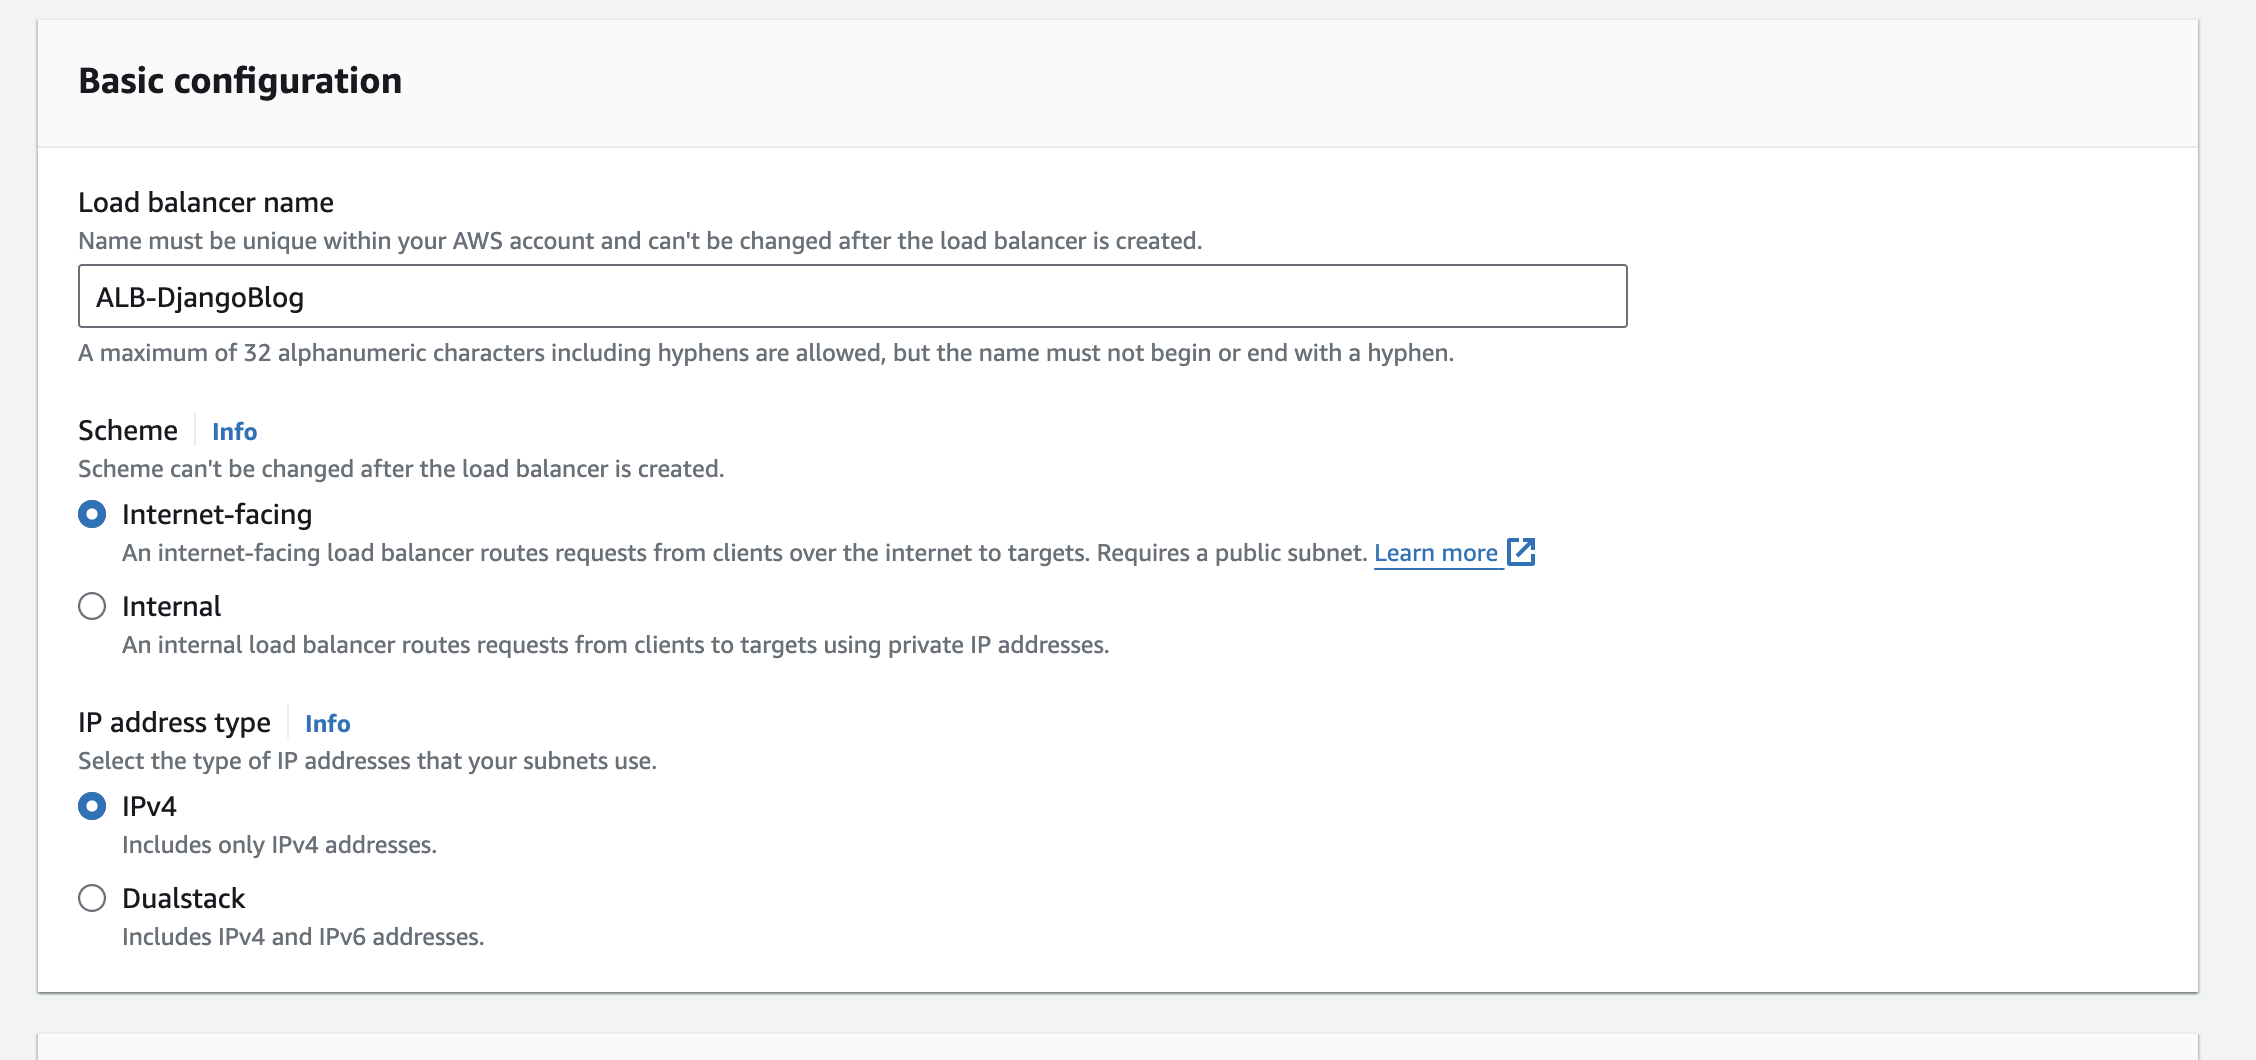 Basic configuration
Load balancer name
Name must be unique within your AWS account and can't be changed after the load balancer is created.
ALB-DjangoBlog
A maximum of 32 alphanumeric characters including hyphens are allowed, but the name must not begin or end with a hyphen.
Scheme Info
Scheme can't be changed after the load balancer is created.
Internet-facing
An internet-facing load balancer routes requests from clients over the internet to targets. Requires a public subnet. Learn more
Internal
An internal load balancer routes requests from clients to targets using private IP addresses.
IP address type Info
Select the type of IP addresses that your subnets use.
IPv4
Includes only IPv4 addresses.
Dualstack
Includes IPv4 and IPv6 addresses.